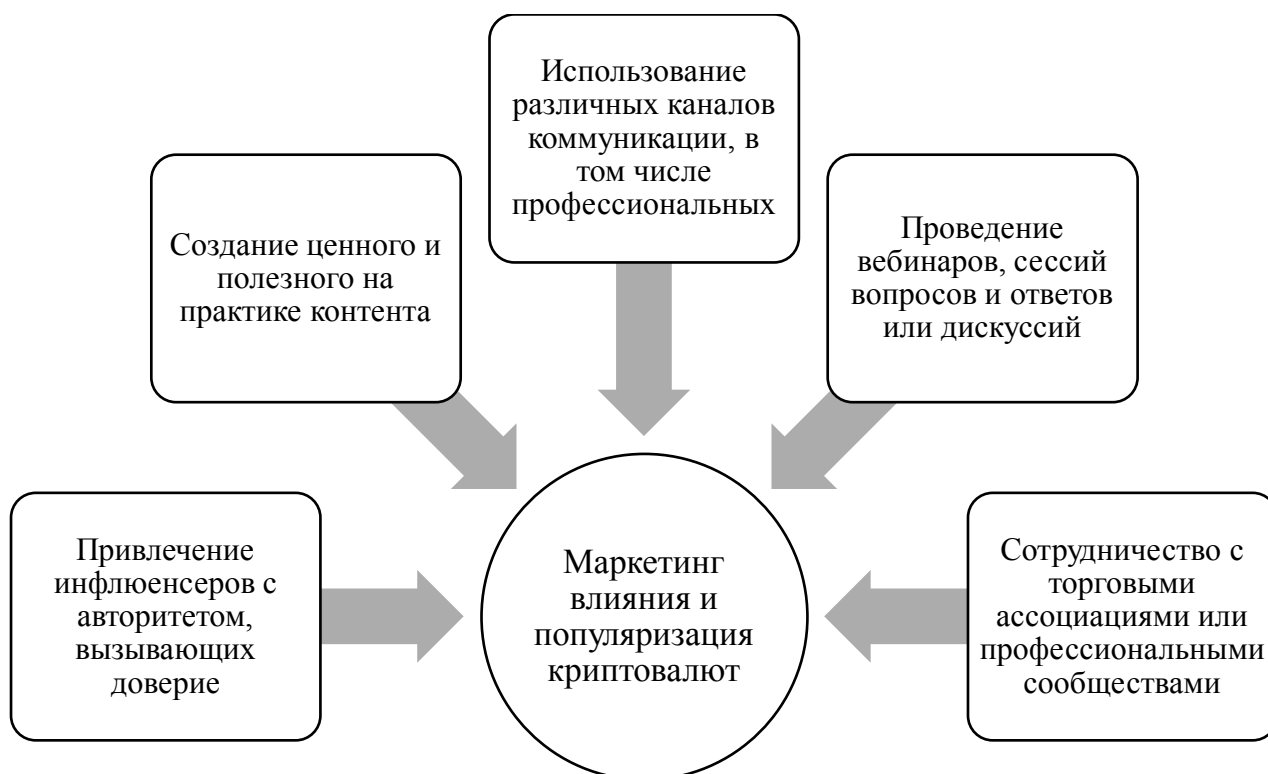 Использование
различных каналов
коммуникации, в
том числе
профессиональных
Создание ценного и
полезного на
практике контента
Проведение
вебинаров, сессий
вопросов и ответов
или дискуссий
Привлечение
инфлюенсеров с
авторитетом,
вызывающих
доверие
Маркетинг
влияния и
популяризация
криптовалют
Сотрудничество с
торговыми
ассоциациями или
профессиональными
сообществами